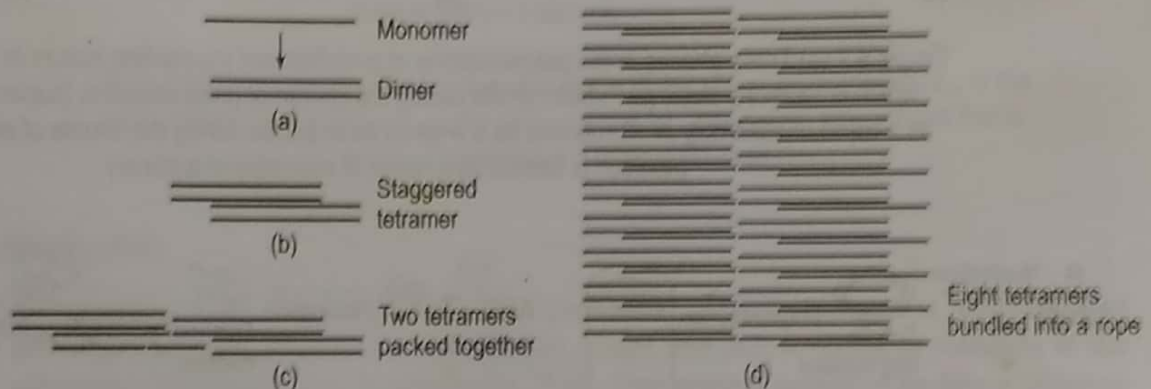 Monomer
Dimer
(a)
Staggered
tetramer
(b)
Two tetramers
packed together
(c)
Eight tetramers
bundled into a rope
(d)